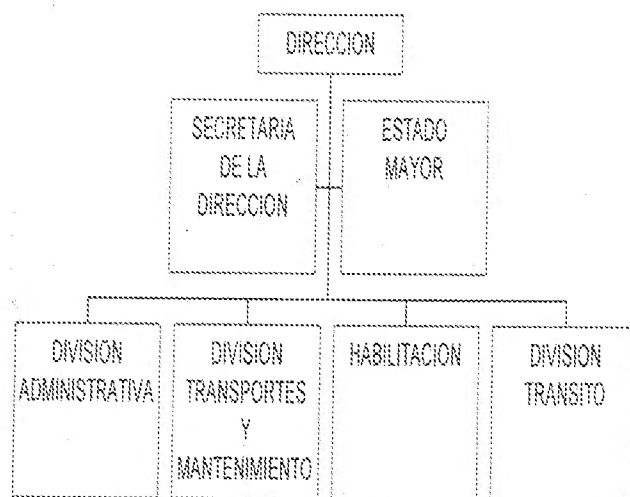 DIRECCION
SECRETARIA
DE LA
DIRECCION
ESTADO
MAYOR
DIVISION
ADMINISTRATIVA
DIVISION
TRANSPORTES
Y
MANTENIMIENTO
HABILITACION
DIVISION
TRANSITO